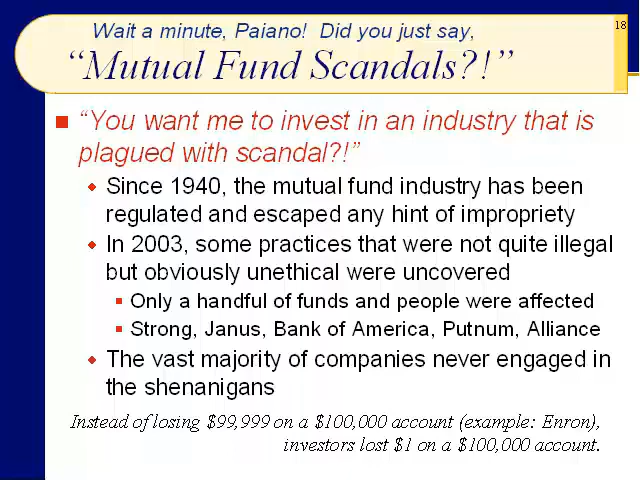 Wait a minute, Paiano! Did you just say,
18
“Mutual Fund Scandals?!”
“You want me to invest in an industry that is
plagued with scandal?!”
Since 1940, the mutual fund industry has been
regulated and escaped any hint of impropriety
In 2003, some practices that were not quite illegal
but obviously unethical were uncovered
Only a handful of funds and people were affected
Strong, Janus, Bank of America, Putnum, Alliance
The vast majority of companies never engaged in
the shenanigans
Instead of losing $99,999 on a $100,000 account (example: Enron),
investors lost $1 on a $100,000 account.